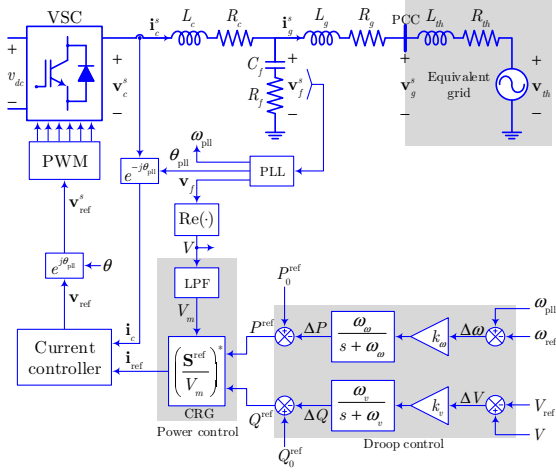 VSC
i_c^s
L_c
R_c
i_g^s
L_g
R_g
PCC
L_th
R_th
+
v_dc
−
+
v_c^s
−
C_f
R_f
+
v_f^s
−
+
v_g^s
−
Equivalent
grid
+
v_th
−
PWM
ω_pll
θ_pll
e^{-jθ_pll}
PLL
v_f
v_ref^s
Re(·)
V
e^{jθ_pll}
θ
LPF
V_m
v_ref
P_0^ref
P^ref
ΔP
ω_ω
s + ω_ω
k_ω
Δω
ω_pll
ω_ref
i_c
Current
controller
i_ref
(S^ref / V_m)^*
CRG
Power control
Q^ref
ΔQ
ω_v
s + ω_v
k_v
ΔV
V_ref
V
Q_0^ref
Droop control